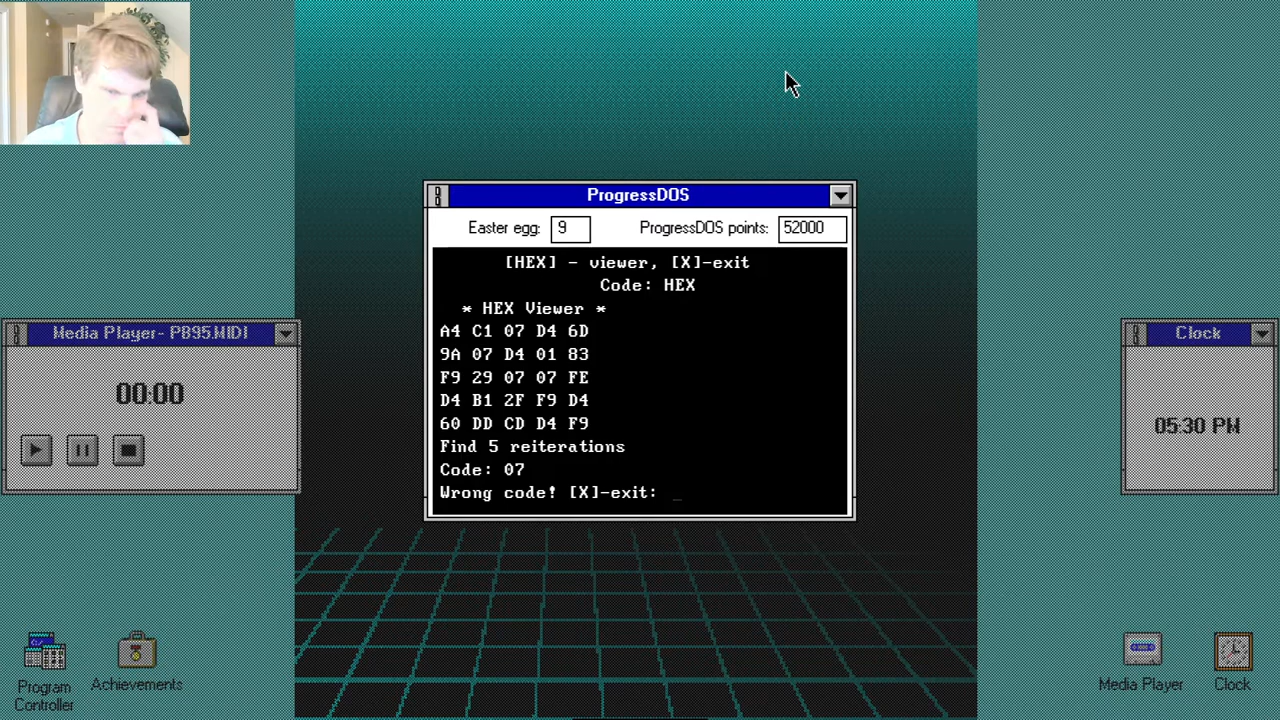 ProgressDOS
Easter egg: 9 ProgressDOS points: 52000
[HEX] - viewer, [X]-exit
Code: HEX
* HEX Viewer *
A4 C1 07 D4 6D
9A 07 D4 01 83
F9 29 07 07 FE
D4 B1 2F F9 D4
60 DD CD D4 F9
Find 5 reiterations
Code: 07
Wrong code! [X]-exit: _
Media Player- PB95.MIDI
00:00
Clock
05:30 PM
Program
Controller
Achievements
Media Player
Clock